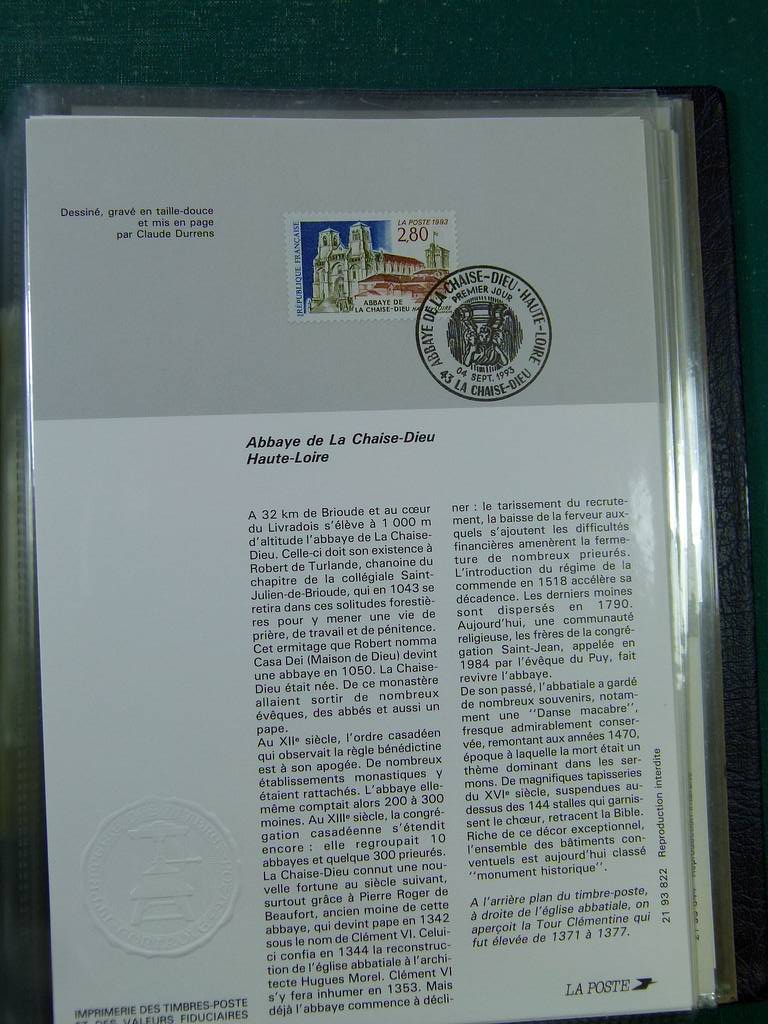 Dessiné, gravé en taille-douce
et mis en page
par Claude Durrens
RÉPUBLIQUE FRANÇAISE
LA POSTE 1993
2,80
ABBAYE DE
LA CHAISE-DIEU
ABBAYE DE LA CHAISE-DIEU · HAUTE-LOIRE
PREMIER JOUR
04 SEPT. 1993
43 LA CHAISE-DIEU
Abbaye de La Chaise-Dieu
Haute-Loire
A 32 km de Brioude et au cœur
du Livradois s'élève à 1 000 m
d'altitude l'abbaye de La Chaise-
Dieu. Celle-ci doit son existence à
Robert de Turlande, chanoine du
chapitre de la collégiale Saint-
Julien-de-Brioude, qui en 1043 se
retira dans ces solitudes forestiè-
res pour y mener une vie de
prière, de travail et de pénitence.
Cet ermitage que Robert nomma
Casa Dei (Maison de Dieu) devint
une abbaye en 1050. La Chaise-
Dieu était née. De ce monastère
allaient sortir de nombreux
évêques, des abbés et aussi un
pape.
Au XIIe siècle, l'ordre casadéen
qui observait la règle bénédictine
est à son apogée. De nombreux
établissements monastiques y
étaient rattachés. L'abbaye elle-
même comptait alors 200 à 300
moines. Au XIIIe siècle, la congré-
gation casadéenne s'étendit
encore : elle regroupait 10
abbayes et quelque 300 prieurés.
La Chaise-Dieu connut une nou-
velle fortune au siècle suivant,
surtout grâce à Pierre Roger de
Beaufort, ancien moine de cette
abbaye, qui devint pape en 1342
sous le nom de Clément VI. Celui-
ci confia en 1344 la reconstruc-
tion de l'église abbatiale à l'archi-
tecte Hugues Morel. Clément VI
s'y fera inhumer en 1353. Mais
déjà l'abbaye commence à décli-
ner : le tarissement du recrute-
ment, la baisse de la ferveur aux-
quels s'ajoutent les difficultés
financières amenèrent la ferme-
ture de nombreux prieurés.
L'introduction du régime de la
commende en 1518 accélère sa
décadence. Les derniers moines
sont dispersés en 1790.
Aujourd'hui, une communauté
religieuse, les frères de la congré-
gation Saint-Jean, appelée en
1984 par l'évêque du Puy, fait
revivre l'abbaye.
De son passé, l'abbatiale a gardé
de nombreux souvenirs, notam-
ment une "Danse macabre",
fresque admirablement conser-
vée, remontant aux années 1470,
époque à laquelle la mort était un
thème dominant dans les ser-
mons. De magnifiques tapisseries
du XVIe siècle, suspendues au-
dessus des 144 stalles qui garnis-
sent le chœur, retracent la Bible.
Riche de ce décor exceptionnel,
l'ensemble des bâtiments con-
ventuels est aujourd'hui classé
"monument historique".
A l'arrière plan du timbre-poste,
à droite de l'église abbatiale, on
aperçoit la Tour Clémentine qui
fut élevée de 1371 à 1377.
21 93 822 Reproduction interdite
LA POSTE
IMPRIMERIE DES TIMBRES-POSTE
ET DES VALEURS FIDUCIAIRES